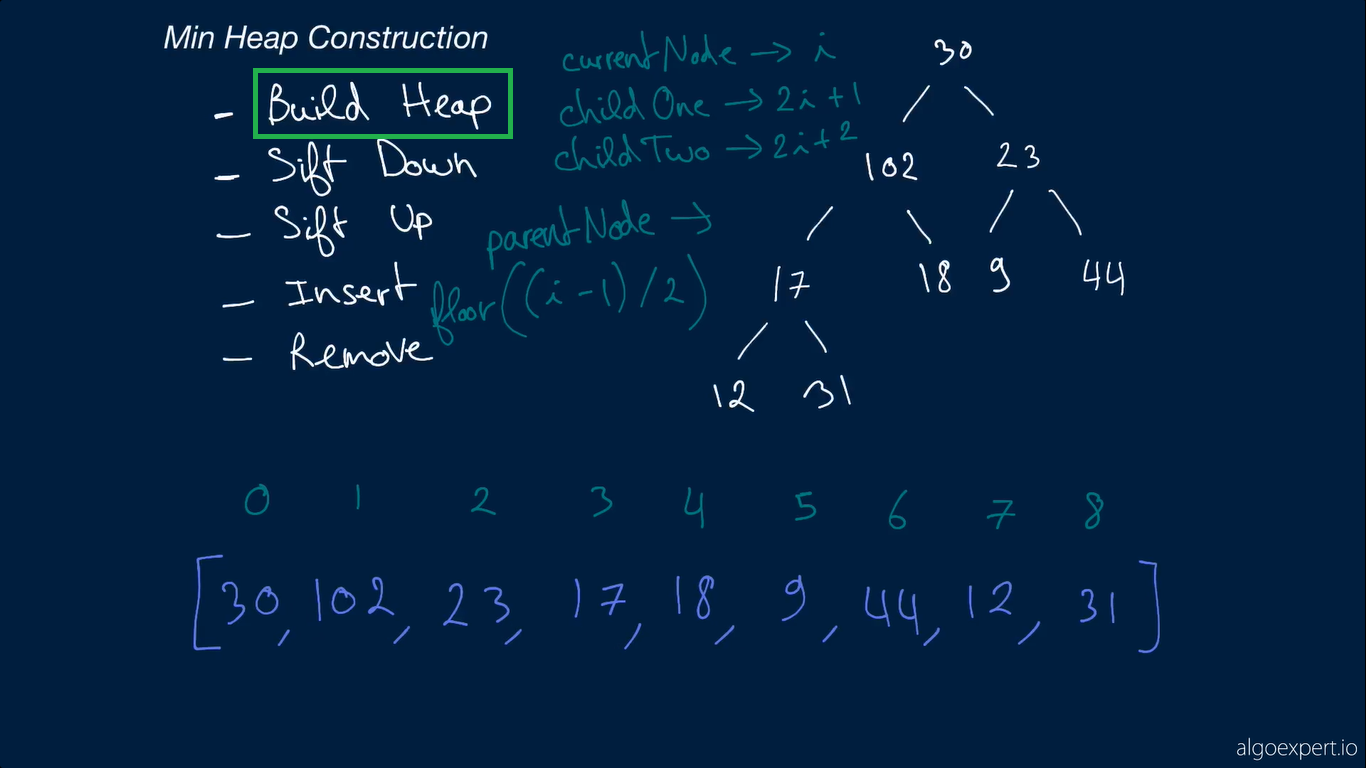 Min Heap Construction
- Build Heap
- Sift Down
- Sift Up
- Insert
- Remove
currentNode → i
childOne → 2i+1
childTwo → 2i+2
parentNode →
floor((i-1)/2)
30
102 23
17 18 9 44
12 31
0 1 2 3 4 5 6 7 8
[30, 102, 23, 17, 18, 9, 44, 12, 31]
algoexpert.io